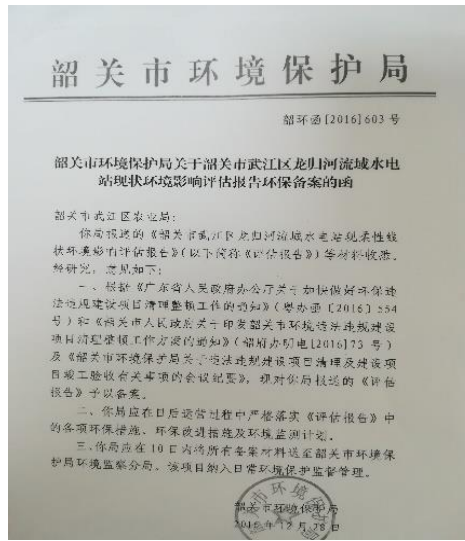 韶关市环境保护局
韶环函[2016]603号
韶关市环境保护局关于韶关市武江区龙归河流域水电
站现状环境影响评估报告环保备案的函
韶关市武江区农业局：
你局报送的《韶关市武江区龙归河流域水电站现状性
状环境影响评估报告》（以下简称《评估报告》）等材料收悉。
经研究，意见如下：
一、根据《广东省人民政府办公厅关于加快做好环保违
法违规建设项目清理整顿工作的通知》（粤办函〔2016〕554
号）和《韶关市人民政府关于印发韶关市环境违法违规建设
项目清理整顿工作方案的通知》（韶府办明电[2016]73号）
及《韶关市环境保护局关于违法违规建设项目清理及建设项
目竣工验收有关事项的会议纪要》，现对你局报送的《评估
报告》予以备案。
二、你局应在日后运营过程中严格落实《评估报告》中
的各项环保措施、环保改进措施及环境监测计划。
三、你局应在10日内将所有备案材料送至韶关市环境保
护局环境监察分局。该项目纳入日常环境保护监督管理。
韶关市环境保护局
2016年12月28日